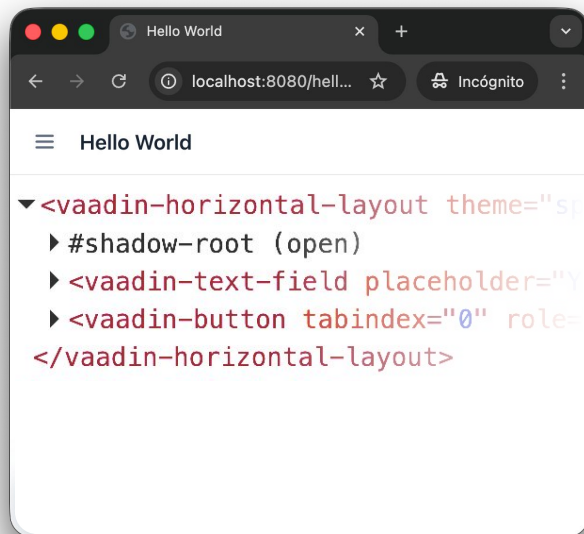 Hello World
localhost:8080/hell...
Incógnito
Hello World
<vaadin-horizontal-layout theme="sp
#shadow-root (open)
<vaadin-text-field placeholder="Y
<vaadin-button tabindex="0" role=
</vaadin-horizontal-layout>